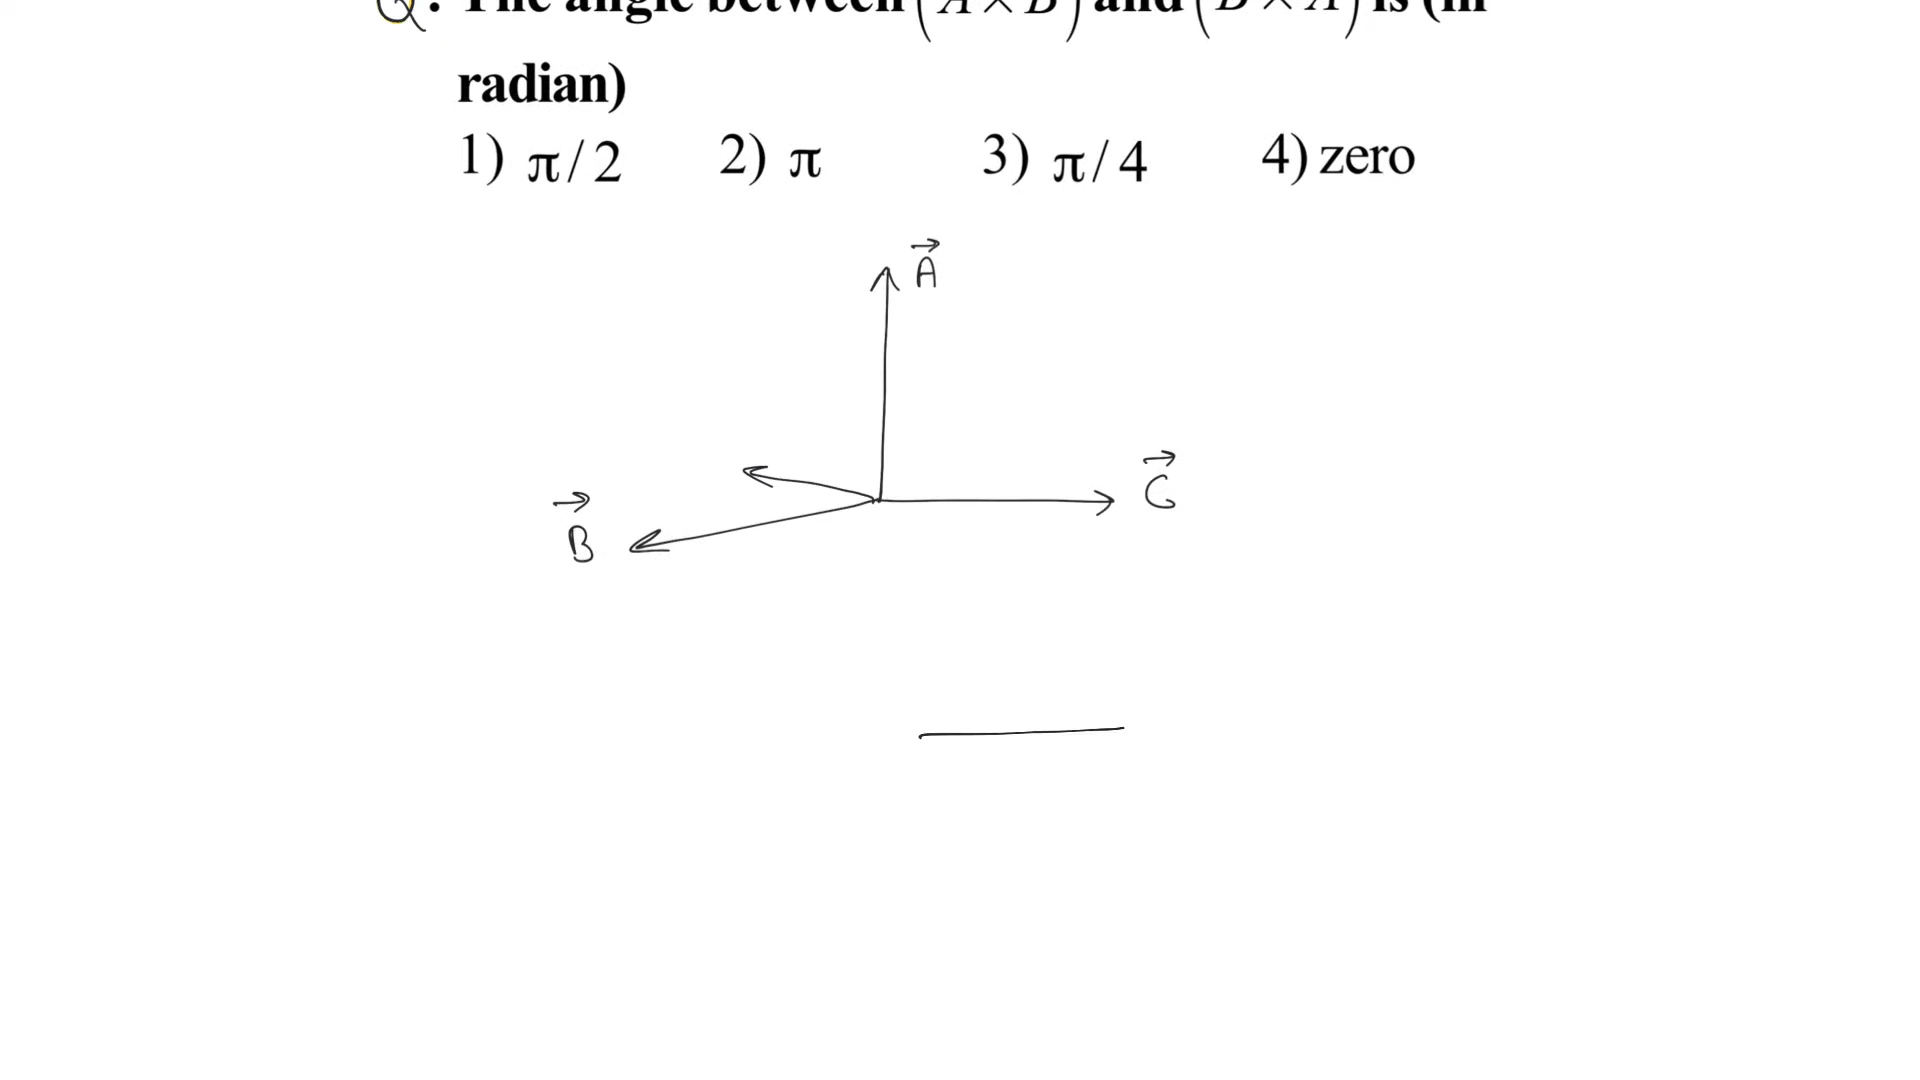 Q. The angle between (A × B) and (B × A) is (in
radian)
1) π/2 2) π 3) π/4 4) zero
A⃗
C⃗
B⃗